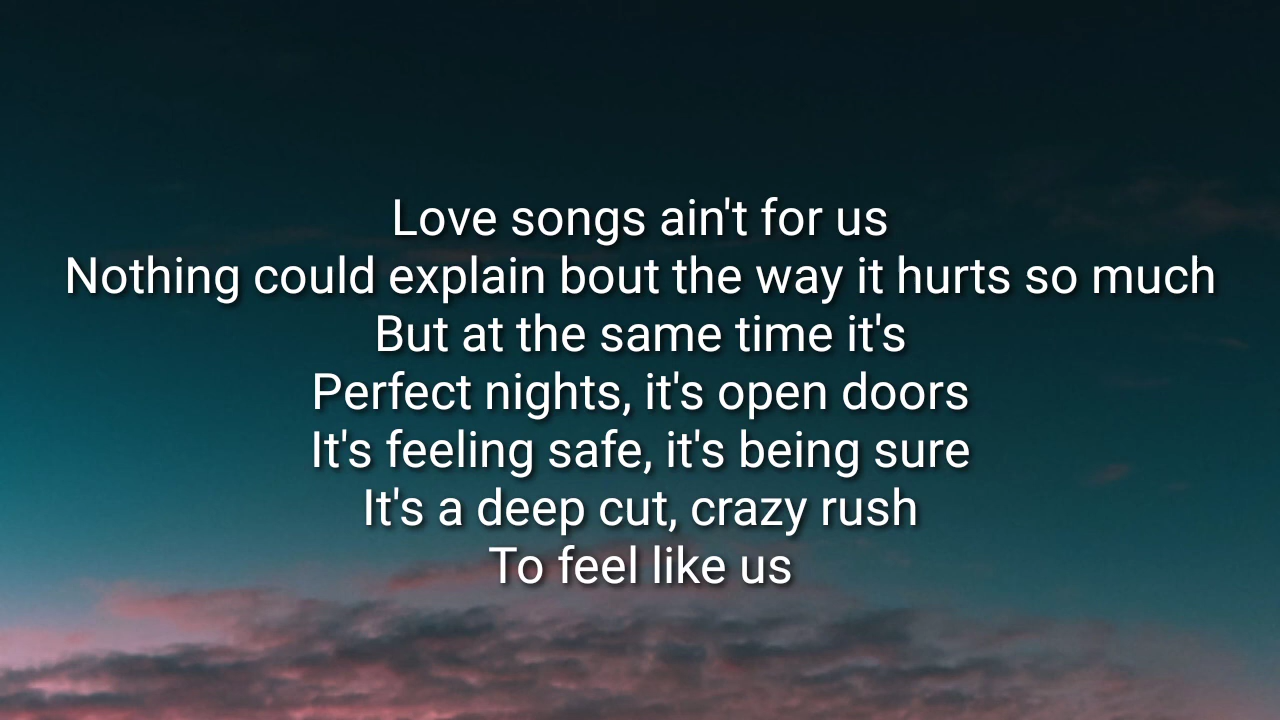 Love songs ain't for us
Nothing could explain bout the way it hurts so much
But at the same time it's
Perfect nights, it's open doors
It's feeling safe, it's being sure
It's a deep cut, crazy rush
To feel like us